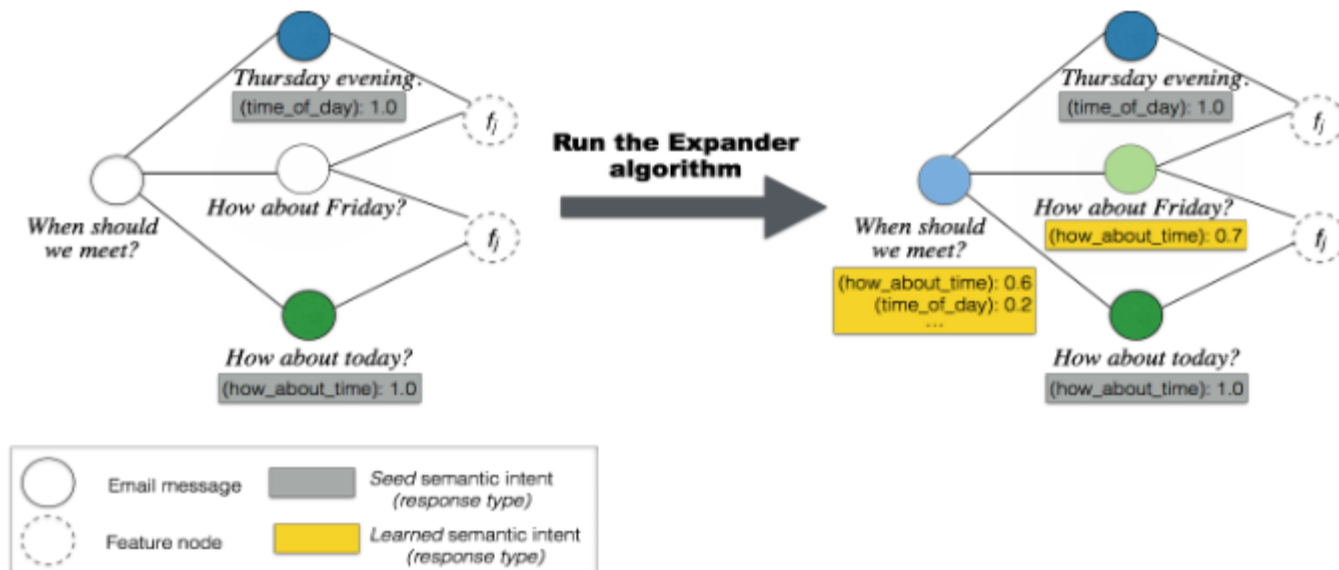 Thursday evening.
(time_of_day): 1.0
fj
How about Friday?
When should
we meet?
fj
How about today?
(how_about_time): 1.0
Run the Expander
algorithm
Thursday evening.
(time_of_day): 1.0
fj
How about Friday?
(how_about_time): 0.7
When should
we meet?
fj
(how_about_time): 0.6
(time_of_day): 0.2
...
How about today?
(how_about_time): 1.0
Email message
Seed semantic intent
(response type)
Feature node
Learned semantic intent
(response type)